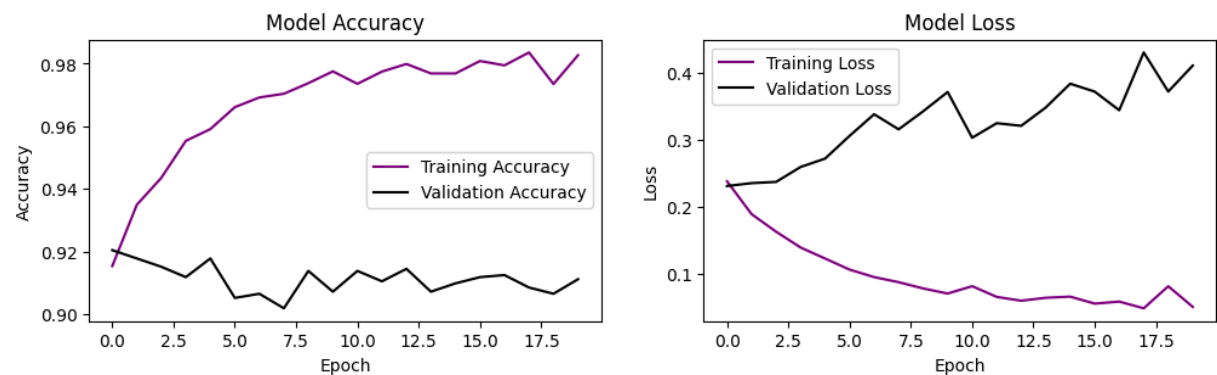 Model Accuracy
Accuracy
0.98
0.96
0.94
0.92
0.90
Training Accuracy
Validation Accuracy
0.0 2.5 5.0 7.5 10.0 12.5 15.0 17.5
Epoch
Model Loss
Loss
0.4
0.3
0.2
0.1
Training Loss
Validation Loss
0.0 2.5 5.0 7.5 10.0 12.5 15.0 17.5
Epoch